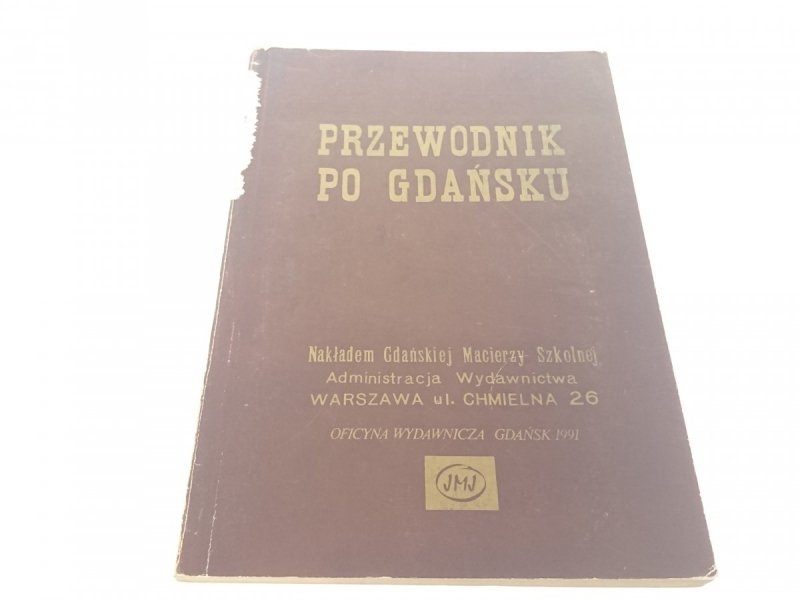 PRZEWODNIK
PO GDAŃSKU
Nakładem Gdańskiej Macierzy Szkolnej
Administracja Wydawnictwa
WARSZAWA ul. CHMIELNA 26
OFICYNA WYDAWNICZA GDAŃSK 1991
JMJ